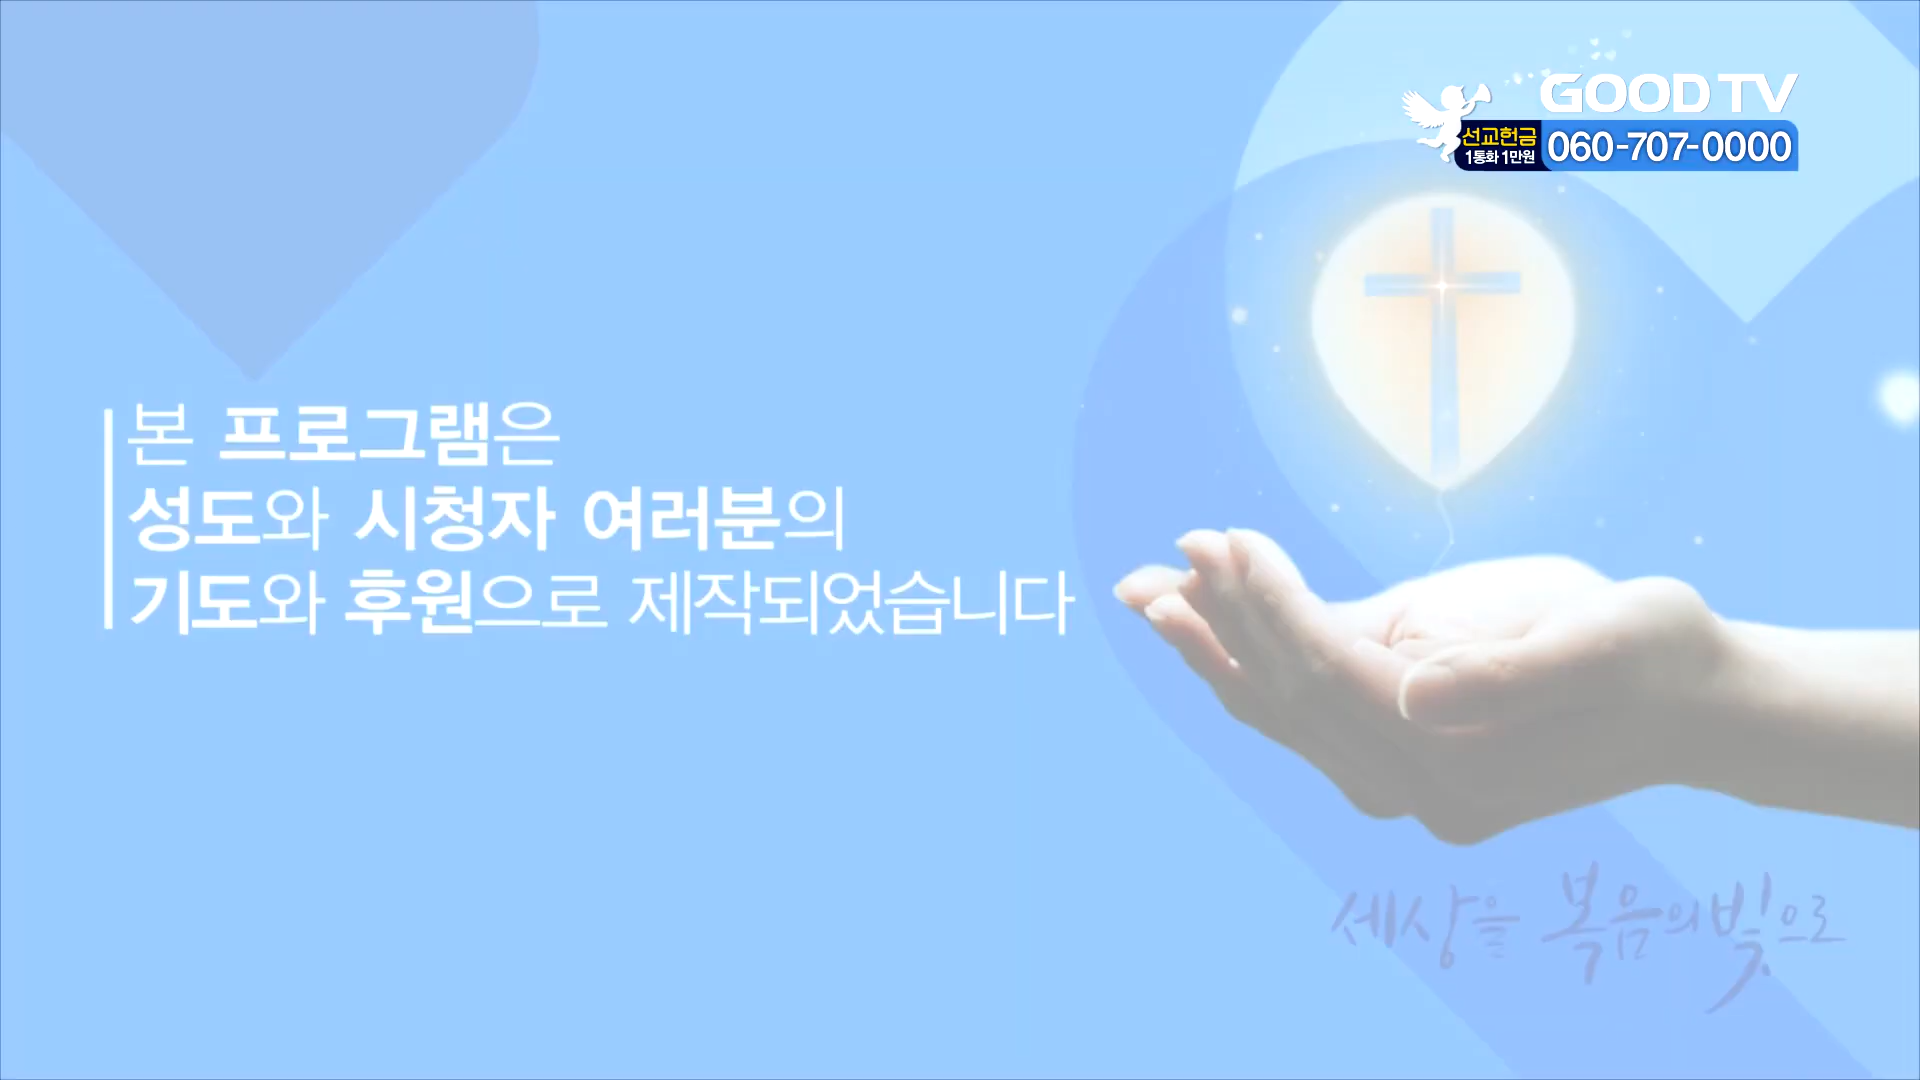 GOOD TV
선교헌금
1통화 1만원
060-707-0000
본 프로그램은
성도와 시청자 여러분의
기도와 후원으로 제작되었습니다
세상을 복음의 빛으로